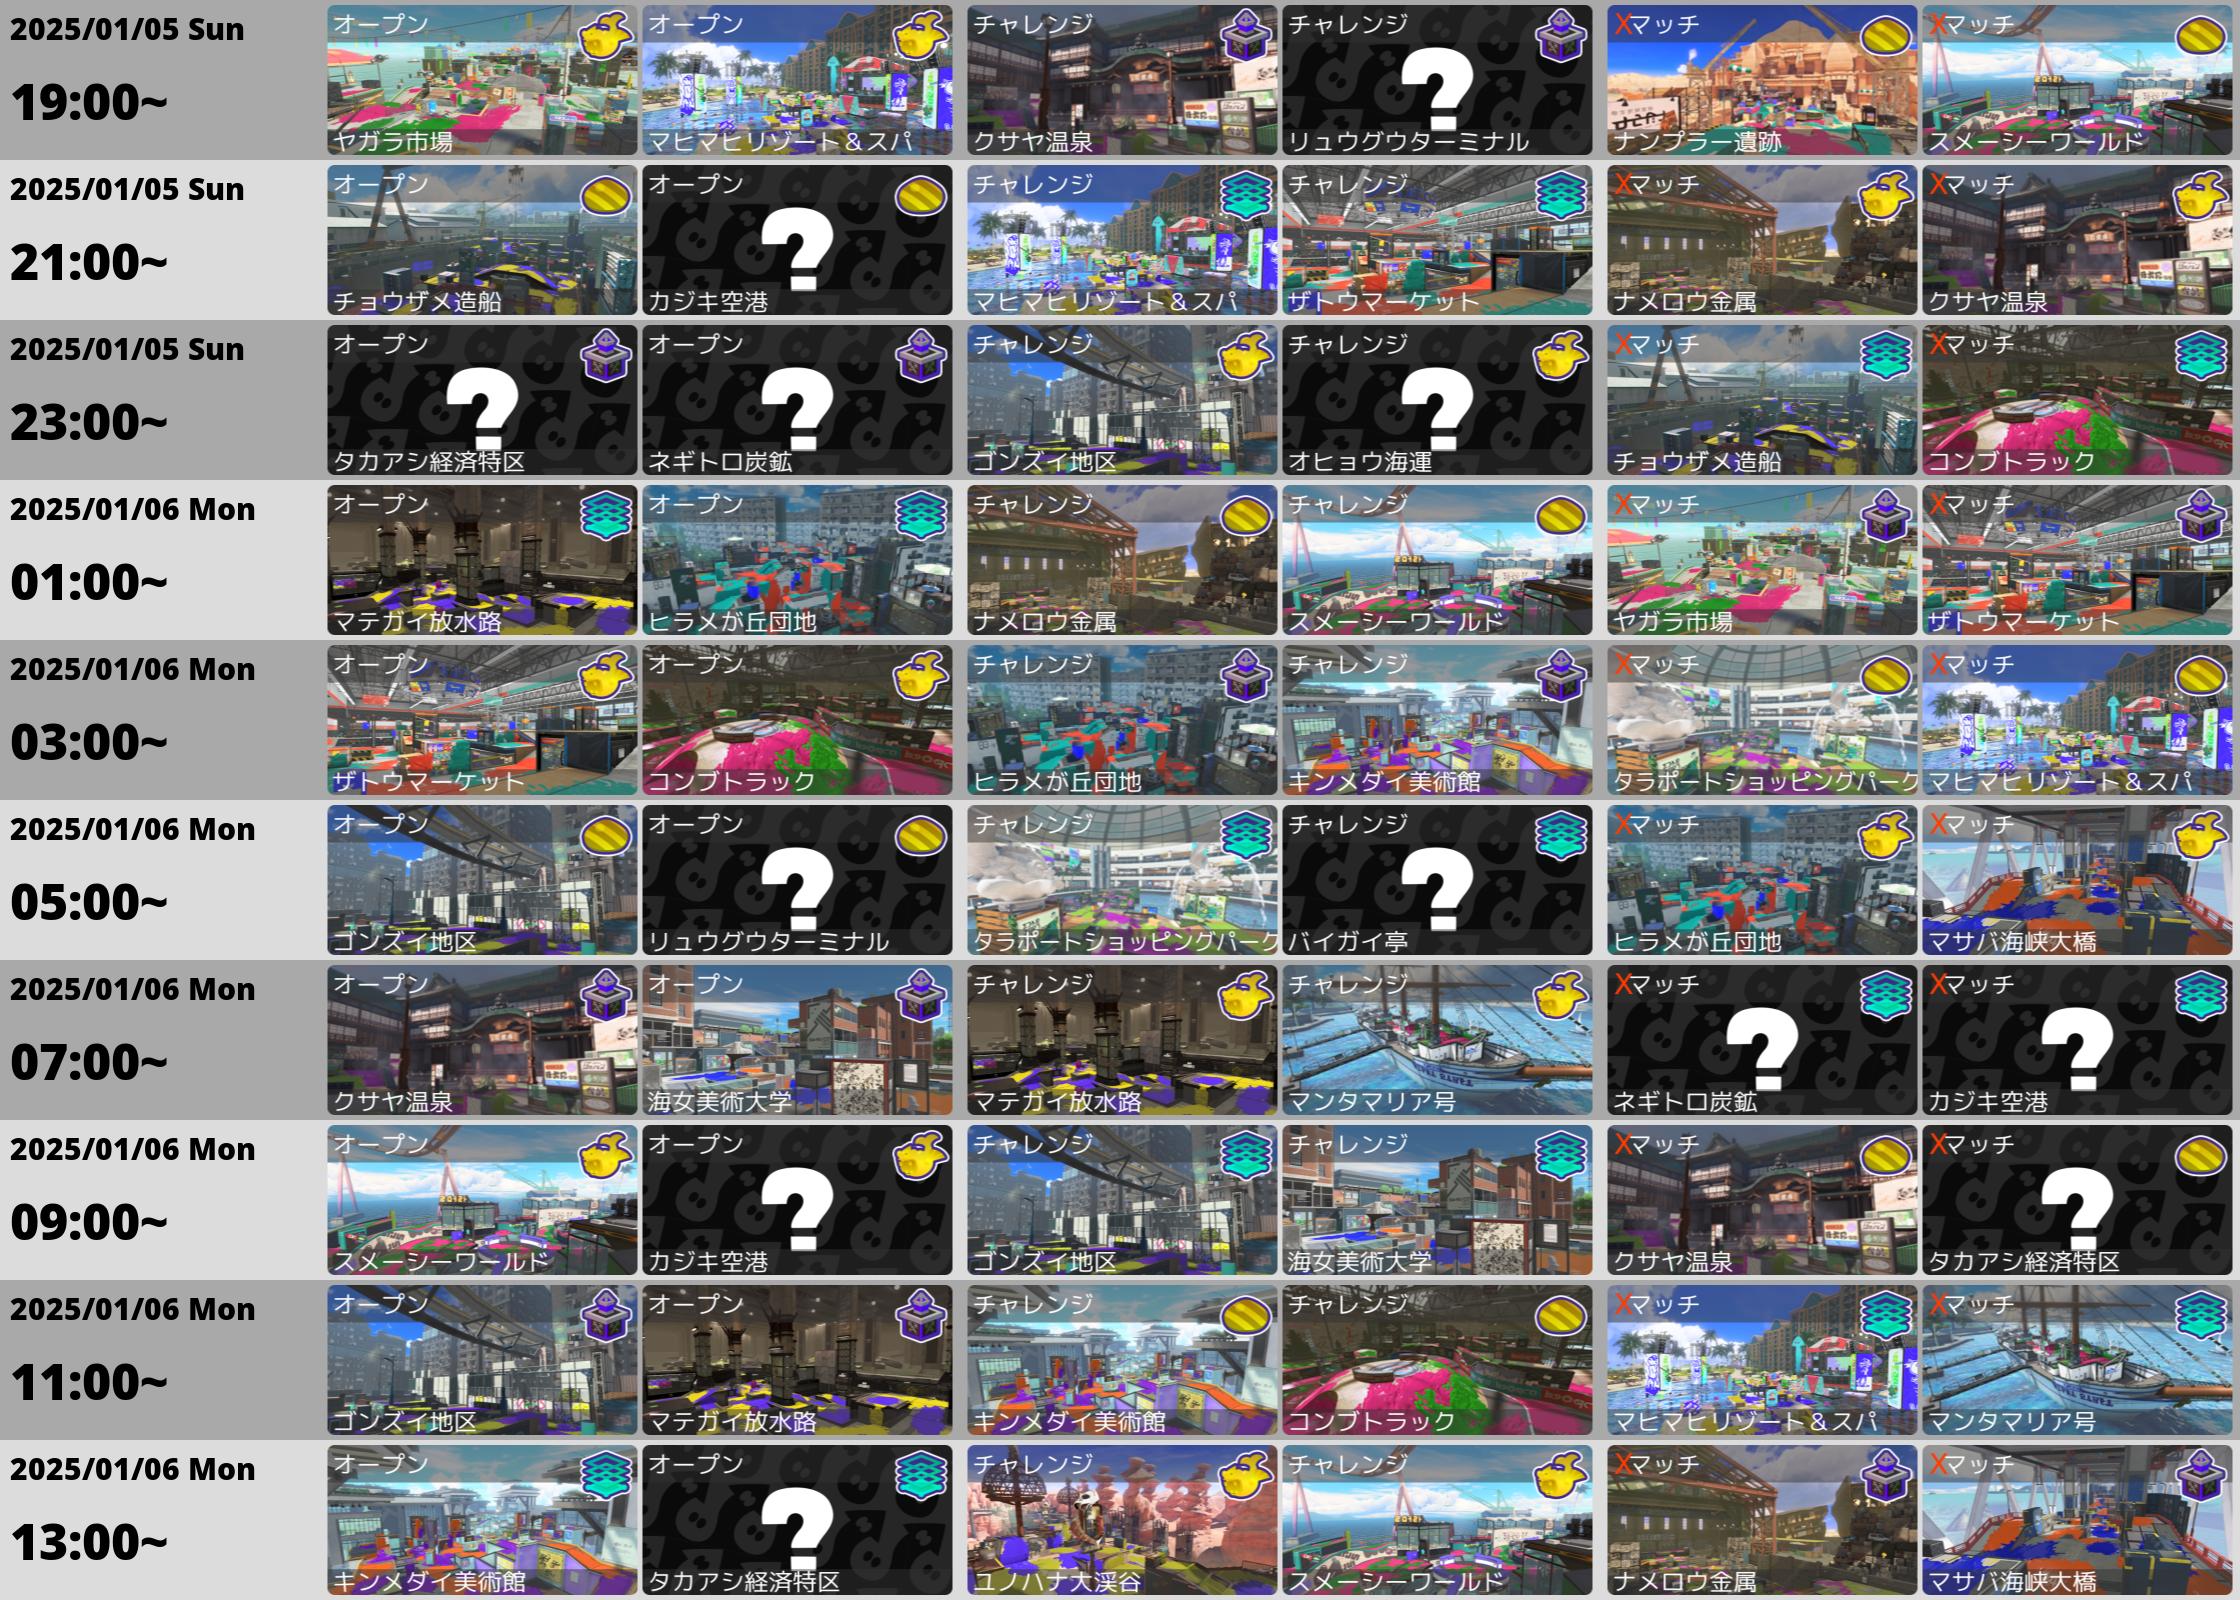 2025/01/05 Sun
19:00~
オープン
ヤガラ市場
オープン
マヒマヒリゾート＆スパ
チャレンジ
クサヤ温泉
チャレンジ
?
リュウグウターミナル
Xマッチ
ナンプラー遺跡
Xマッチ
スメーシーワールド
2025/01/05 Sun
21:00~
オープン
チョウザメ造船
オープン
?
カジキ空港
チャレンジ
マヒマヒリゾート＆スパ
チャレンジ
ザトウマーケット
Xマッチ
ナメロウ金属
Xマッチ
クサヤ温泉
2025/01/05 Sun
23:00~
オープン
?
タカアシ経済特区
オープン
?
ネギトロ炭鉱
チャレンジ
ゴンズイ地区
チャレンジ
?
オヒョウ海運
Xマッチ
チョウザメ造船
Xマッチ
コンブトラック
2025/01/06 Mon
01:00~
オープン
マテガイ放水路
オープン
ヒラメが丘団地
チャレンジ
ナメロウ金属
チャレンジ
スメーシーワールド
Xマッチ
ヤガラ市場
Xマッチ
ザトウマーケット
2025/01/06 Mon
03:00~
オープン
ザトウマーケット
オープン
コンブトラック
チャレンジ
ヒラメが丘団地
チャレンジ
キンメダイ美術館
Xマッチ
タラポートショッピングパーク
Xマッチ
マヒマヒリゾート＆スパ
2025/01/06 Mon
05:00~
オープン
ゴンズイ地区
オープン
?
リュウグウターミナル
チャレンジ
タラポートショッピングパーク
チャレンジ
?
バイガイ亭
Xマッチ
ヒラメが丘団地
Xマッチ
マサバ海峡大橋
2025/01/06 Mon
07:00~
オープン
クサヤ温泉
オープン
海女美術大学
チャレンジ
マテガイ放水路
チャレンジ
マンタマリア号
Xマッチ
?
ネギトロ炭鉱
Xマッチ
?
カジキ空港
2025/01/06 Mon
09:00~
オープン
スメーシーワールド
オープン
?
カジキ空港
チャレンジ
ゴンズイ地区
チャレンジ
海女美術大学
Xマッチ
クサヤ温泉
Xマッチ
?
タカアシ経済特区
2025/01/06 Mon
11:00~
オープン
ゴンズイ地区
オープン
マテガイ放水路
チャレンジ
キンメダイ美術館
チャレンジ
コンブトラック
Xマッチ
マヒマヒリゾート＆スパ
Xマッチ
マンタマリア号
2025/01/06 Mon
13:00~
オープン
キンメダイ美術館
オープン
?
タカアシ経済特区
チャレンジ
ユノハナ大渓谷
チャレンジ
スメーシーワールド
Xマッチ
ナメロウ金属
Xマッチ
マサバ海峡大橋